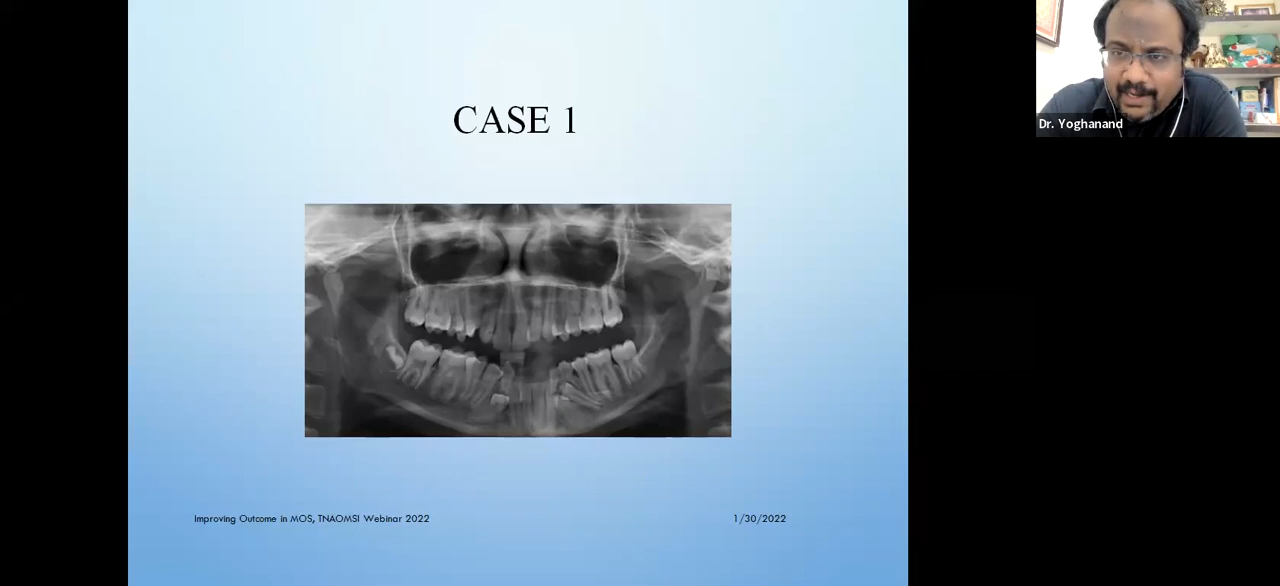 CASE 1
Dr. Yoghanand
Improving Outcome in MOS, TNAOMSI Webinar 2022
1/30/2022